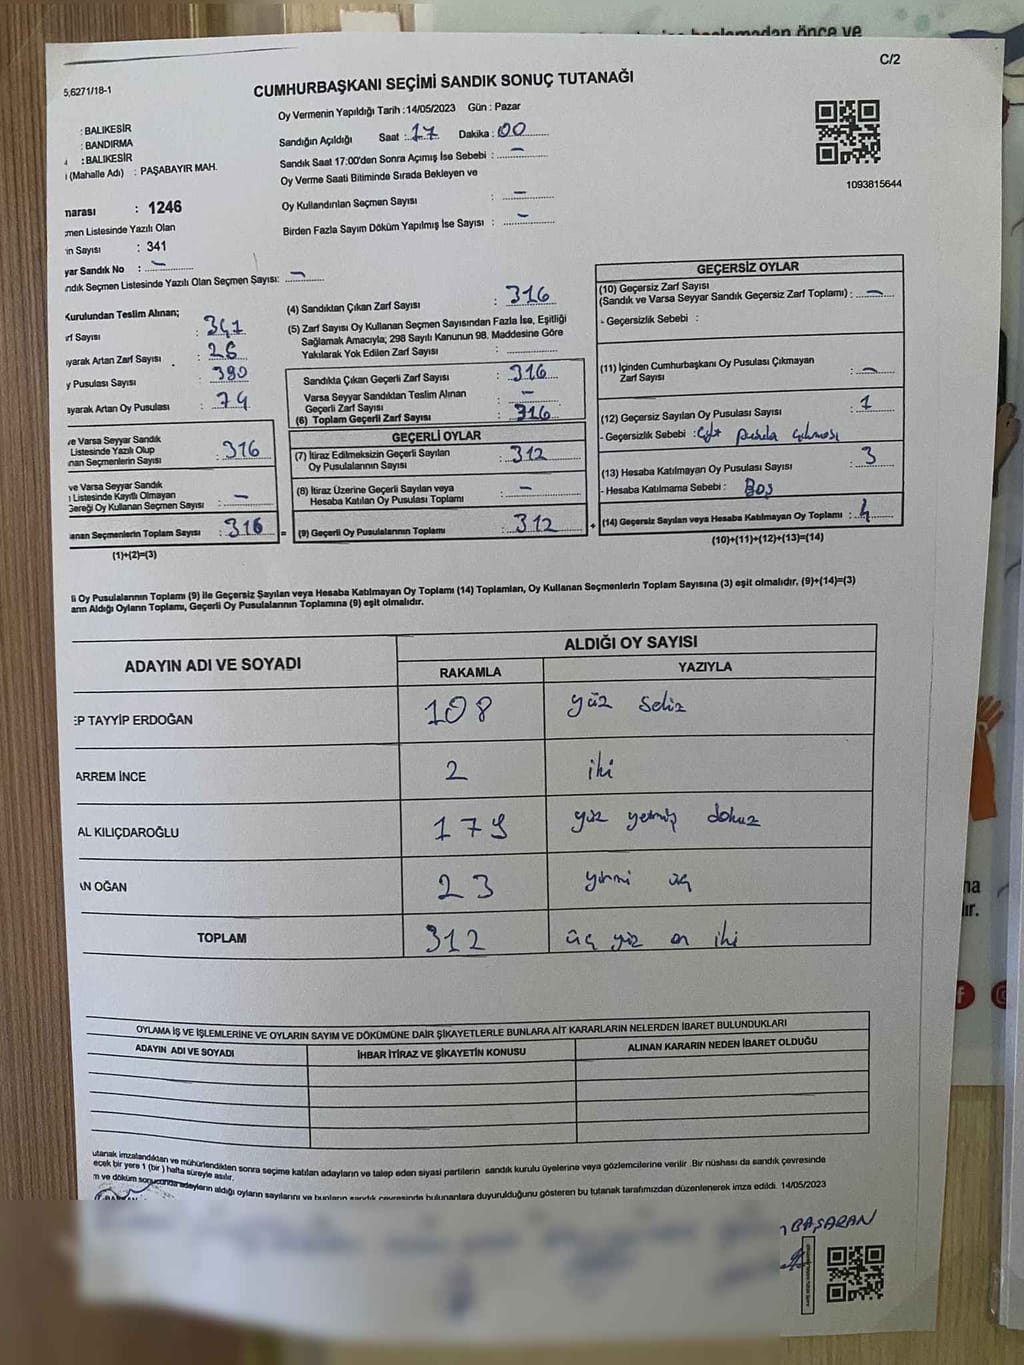 başlamadan önce ve
C/2
5,6271/18-1
CUMHURBAŞKANI SEÇİMİ SANDIK SONUÇ TUTANAĞI
Oy Vermenin Yapıldığı Tarih : 14/05/2023 Gün : Pazar
: BALIKESİR
: BANDIRMA
: BALIKESİR
(Mahalle Adı) : PAŞABAYIR MAH.
Sandığın Açıldığı Saat : 17 Dakika : 00
Sandık Saat 17:00'den Sonra Açımış İse Sebebi : —
Oy Verme Saati Bitiminde Sırada Bekleyen ve
Oy Kullandırılan Seçmen Sayısı : —
Birden Fazla Sayım Döküm Yapılmış İse Sayısı : —
1093815644
narası : 1246
men Listesinde Yazılı Olan
in Sayısı : 341
yar Sandık No : —
ndık Seçmen Listesinde Yazılı Olan Seçmen Sayısı: —
Kurulundan Teslim Alınan;
rf Sayısı : 341
ıyarak Artan Zarf Sayısı : 26
y Pusulası Sayısı : 390
ıyarak Artan Oy Pusulası : 74
ve Varsa Seyyar Sandık
Listesinde Yazılı Olup
nan Seçmenlerin Sayısı : 316
ve Varsa Seyyar Sandık
Listesinde Kayıtlı Olmayan
Gereği Oy Kullanan Seçmen Sayısı : —
anan Seçmenlerin Toplam Sayısı : 316 =
(1)+(2)=(3)
(4) Sandıktan Çıkan Zarf Sayısı : 316
(5) Zarf Sayısı Oy Kullanan Seçmen Sayısından Fazla İse, Eşitliği
Sağlamak Amacıyla; 298 Sayılı Kanunun 98. Maddesine Göre
Yakılarak Yok Edilen Zarf Sayısı :
Sandıkta Çıkan Geçerli Zarf Sayısı : 316
Varsa Seyyar Sandıktan Teslim Alınan
Geçerli Zarf Sayısı : —
(6) Toplam Geçerli Zarf Sayısı : 316
GEÇERLİ OYLAR
(7) İtiraz Edilmeksizin Geçerli Sayılan
Oy Pusulalarının Sayısı : 312
(8) İtiraz Üzerine Geçerli Sayılan veya
Hesaba Katılan Oy Pusulası Toplamı : —
(9) Geçerli Oy Pusulalarının Toplamı : 312 +
GEÇERSİZ OYLAR
(10) Geçersiz Zarf Sayısı
(Sandık ve Varsa Seyyar Sandık Geçersiz Zarf Toplamı) : —
- Geçersizlik Sebebi :
(11) İçinden Cumhurbaşkanı Oy Pusulası Çıkmayan
Zarf Sayısı : —
(12) Geçersiz Sayılan Oy Pusulası Sayısı : 1
- Geçersizlik Sebebi : Çift pusula çıkması
(13) Hesaba Katılmayan Oy Pusulası Sayısı : 3
- Hesaba Katılmama Sebebi : Boş
(14) Geçersiz Sayılan veya Hesaba Katılmayan Oy Toplamı : 4
(10)+(11)+(12)+(13)=(14)
li Oy Pusulalarının Toplamı (9) ile Geçersiz Sayılan veya Hesaba Katılmayan Oy Toplamı (14) Toplamları, Oy Kullanan Seçmenlerin Toplam Sayısına (3) eşit olmalıdır. (9)+(14)=(3)
arın Aldığı Oyların Toplamı, Geçerli Oy Pusulalarının Toplamına (9) eşit olmalıdır.
ADAYIN ADI VE SOYADI ALDIĞI OY SAYISI
RAKAMLA YAZIYLA
EP TAYYİP ERDOĞAN 108 yüz sekiz
ARREM İNCE 2 iki
AL KILIÇDAROĞLU 179 yüz yetmiş dokuz
AN OĞAN 23 yirmi üç
TOPLAM 312 üç yüz on iki
OYLAMA İŞ VE İŞLEMLERİNE VE OYLARIN SAYIM VE DÖKÜMÜNE DAİR ŞİKAYETLERLE BUNLARA AİT KARARLARIN NELERDEN İBARET BULUNDUKLARI
ADAYIN ADI VE SOYADI İHBAR İTİRAZ VE ŞİKAYETİN KONUSU ALINAN KARARIN NEDEN İBARET OLDUĞU
utanak imzalandıktan ve mühürlendikten sonra seçime katılan adayların ve talep eden siyasi partilerin sandık kurulu üyelerine veya gözlemcilerine verilir .Bir nüshası da sandık çevresinde
ecek bir yere 1 (bir ) hafta süreyle asılır.
m ve döküm sonucunda adayların aldığı oyların sayılarını ve bunların sandık çevresinde bulunanlara duyurulduğunu gösteren bu tutanak tarafımızdan düzenlenerek imza edildi. 14/05/2023
BAŞARAN